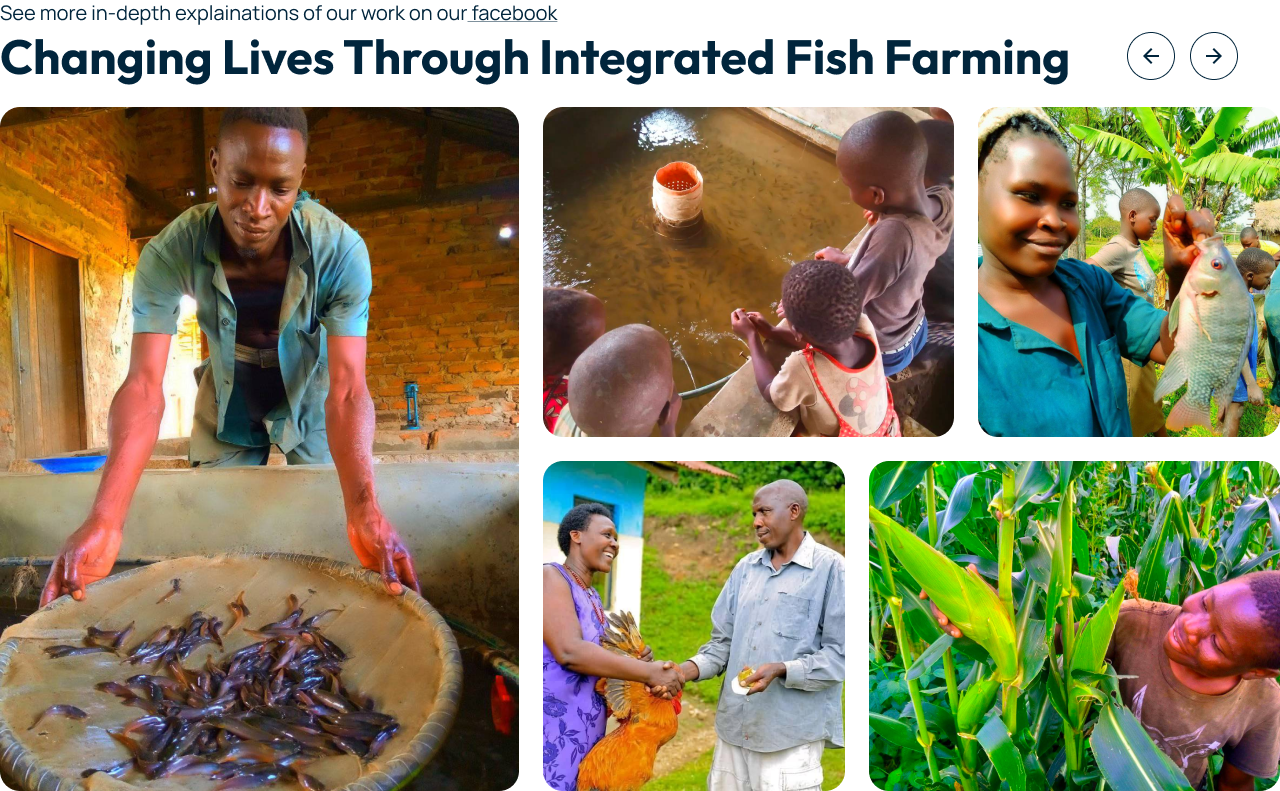 See more in-depth explainations of our work on our facebook
Changing Lives Through Integrated Fish Farming